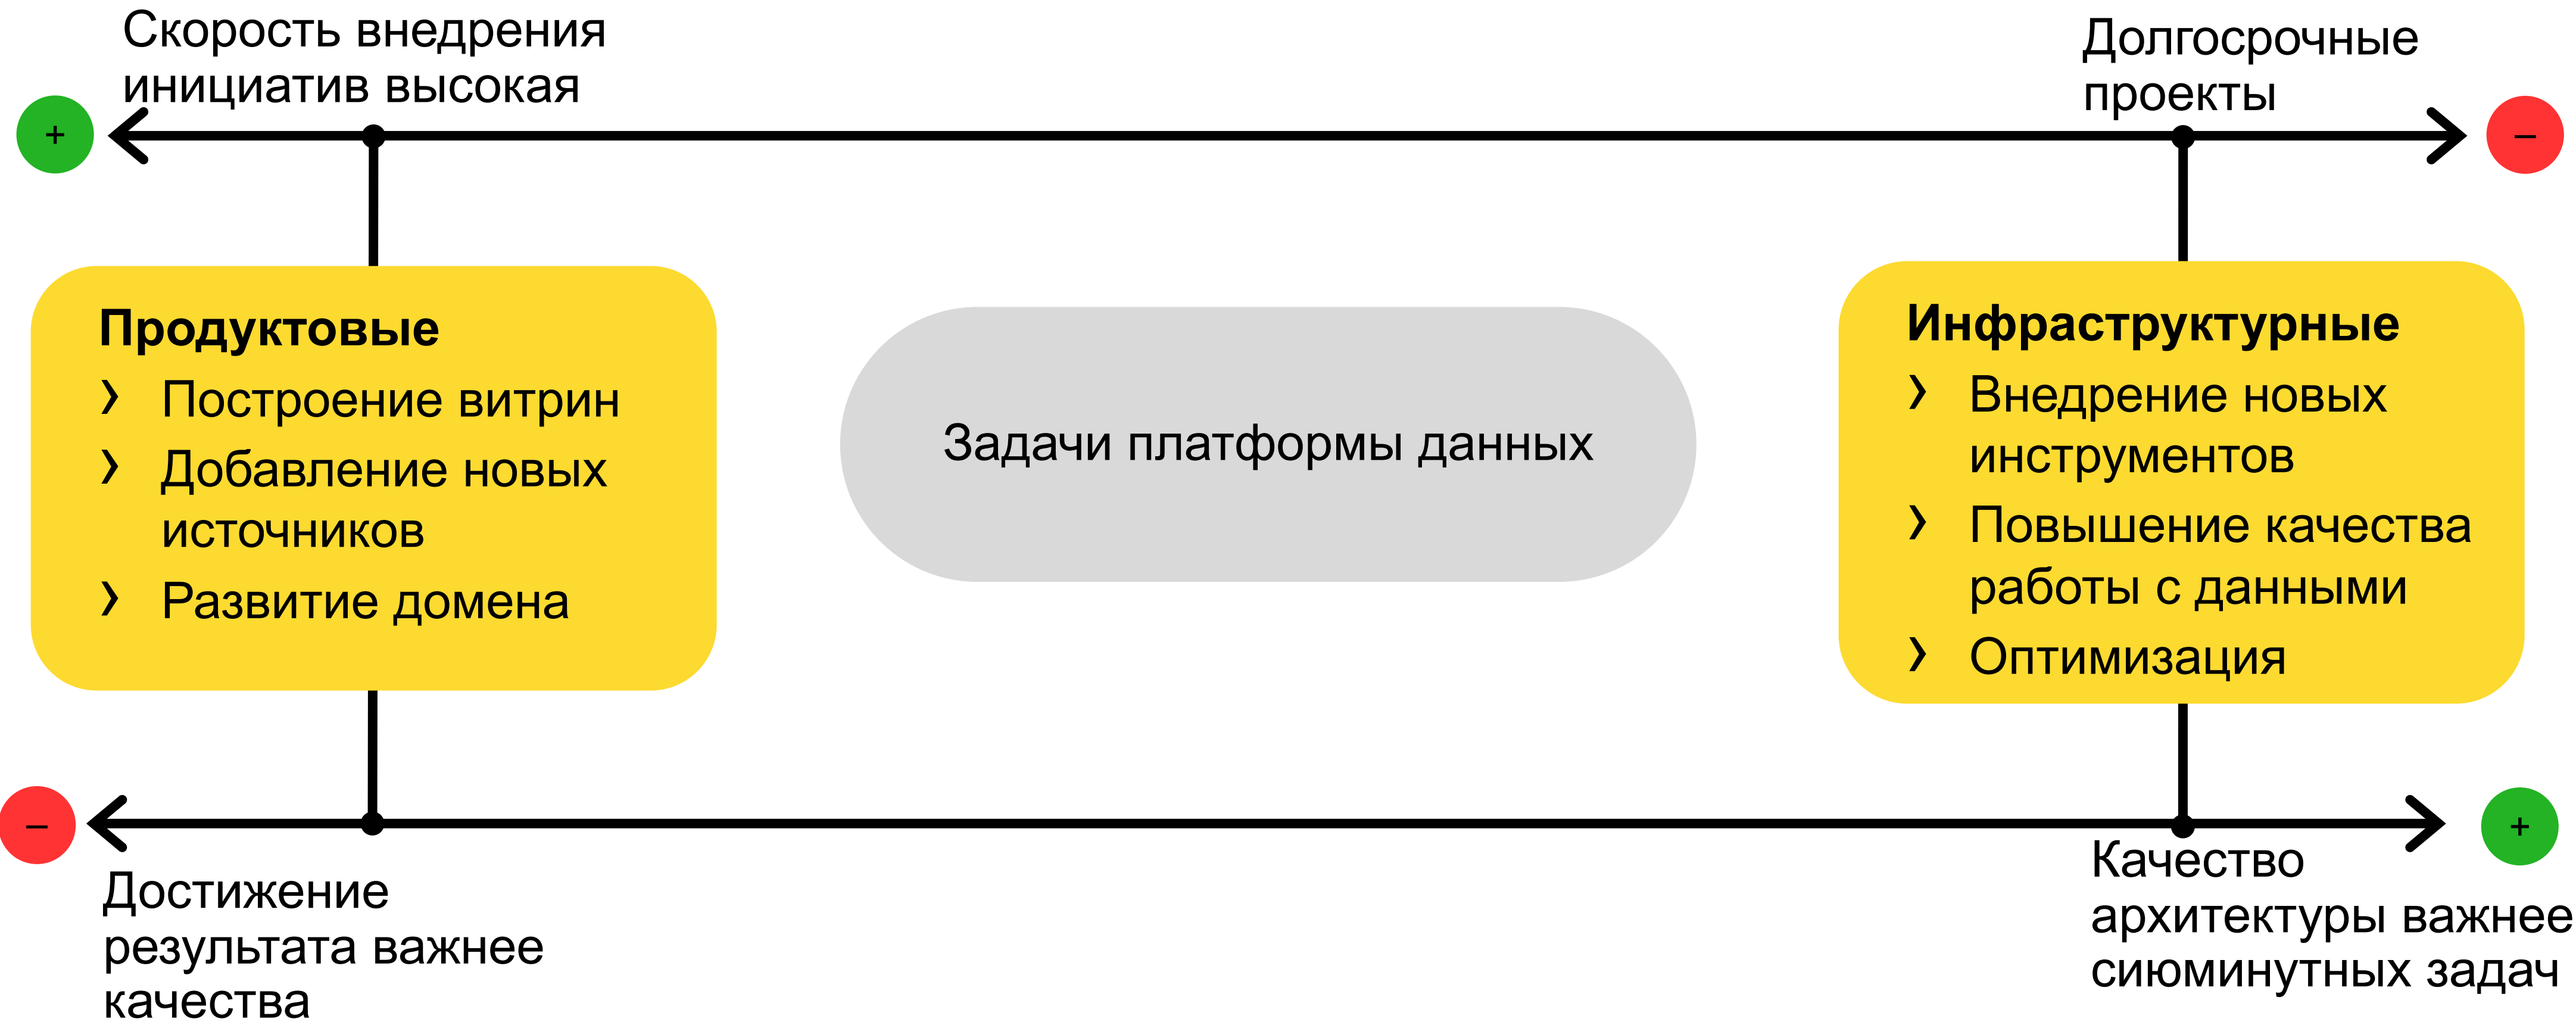 Скорость внедрения
инициатив высокая
Долгосрочные
проекты
+
–
Продуктовые
› Построение витрин
› Добавление новых
источников
› Развитие домена
Задачи платформы данных
Инфраструктурные
› Внедрение новых
инструментов
› Повышение качества
работы с данными
› Оптимизация
–
+
Достижение
результата важнее
качества
Качество
архитектуры важнее
сиюминутных задач